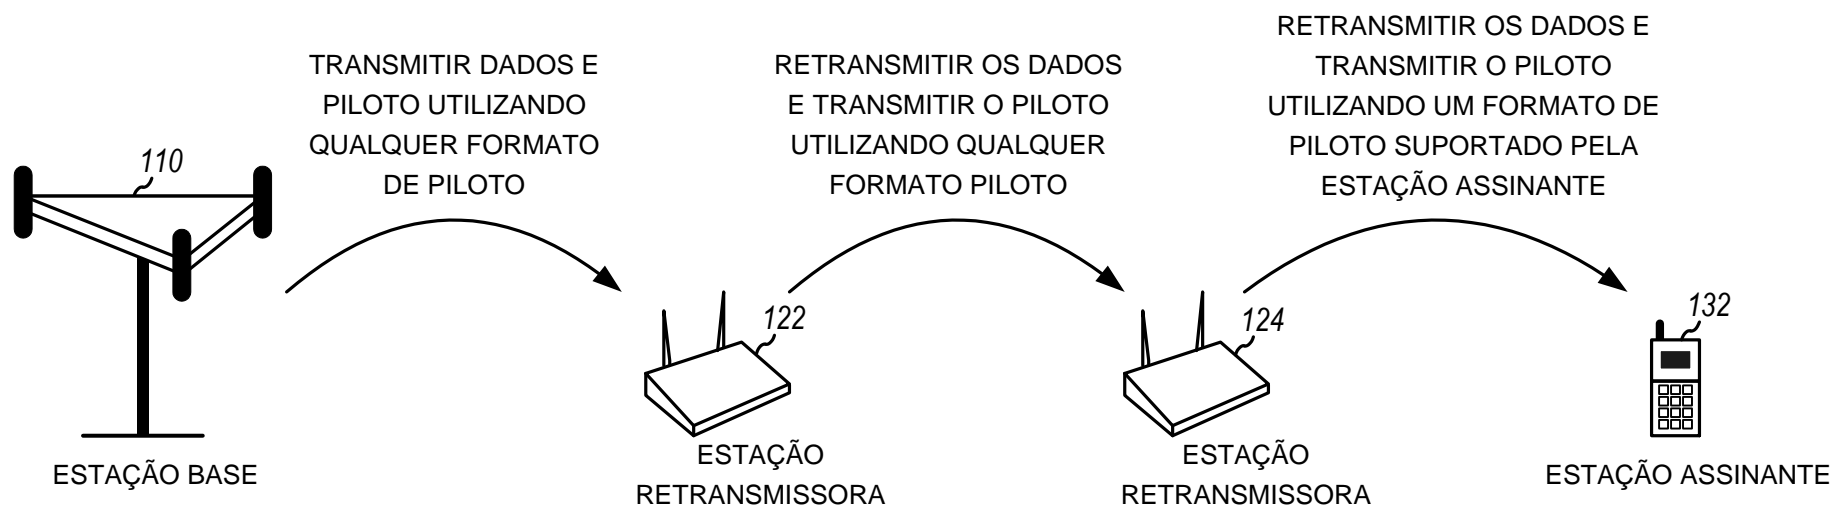 TRANSMITIR DADOS E
PILOTO UTILIZANDO
QUALQUER FORMATO
DE PILOTO
RETRANSMITIR OS DADOS
E TRANSMITIR O PILOTO
UTILIZANDO QUALQUER
FORMATO PILOTO
RETRANSMITIR OS DADOS E
TRANSMITIR O PILOTO
UTILIZANDO UM FORMATO DE
PILOTO SUPORTADO PELA
ESTAÇÃO ASSINANTE
110
122
124
132
ESTAÇÃO BASE
ESTAÇÃO
RETRANSMISSORA
ESTAÇÃO
RETRANSMISSORA
ESTAÇÃO ASSINANTE